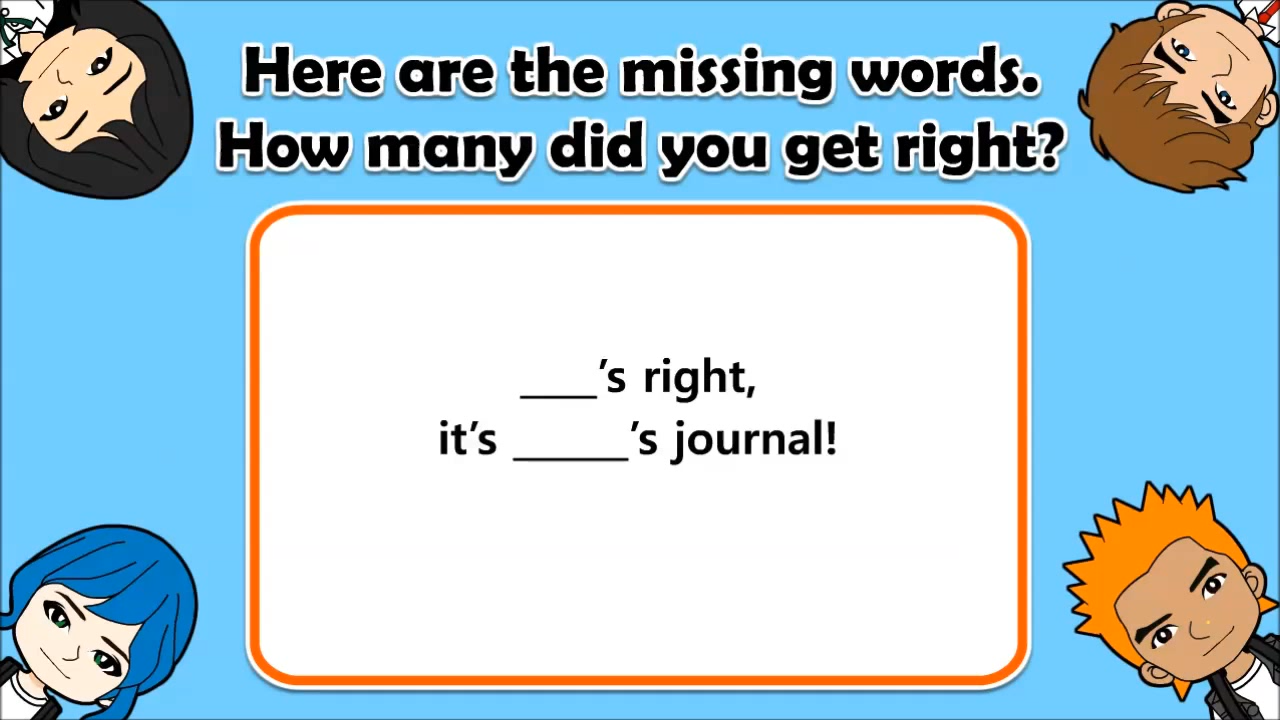 Here are the missing words.
How many did you get right?
____’s right,
it’s ______’s journal!